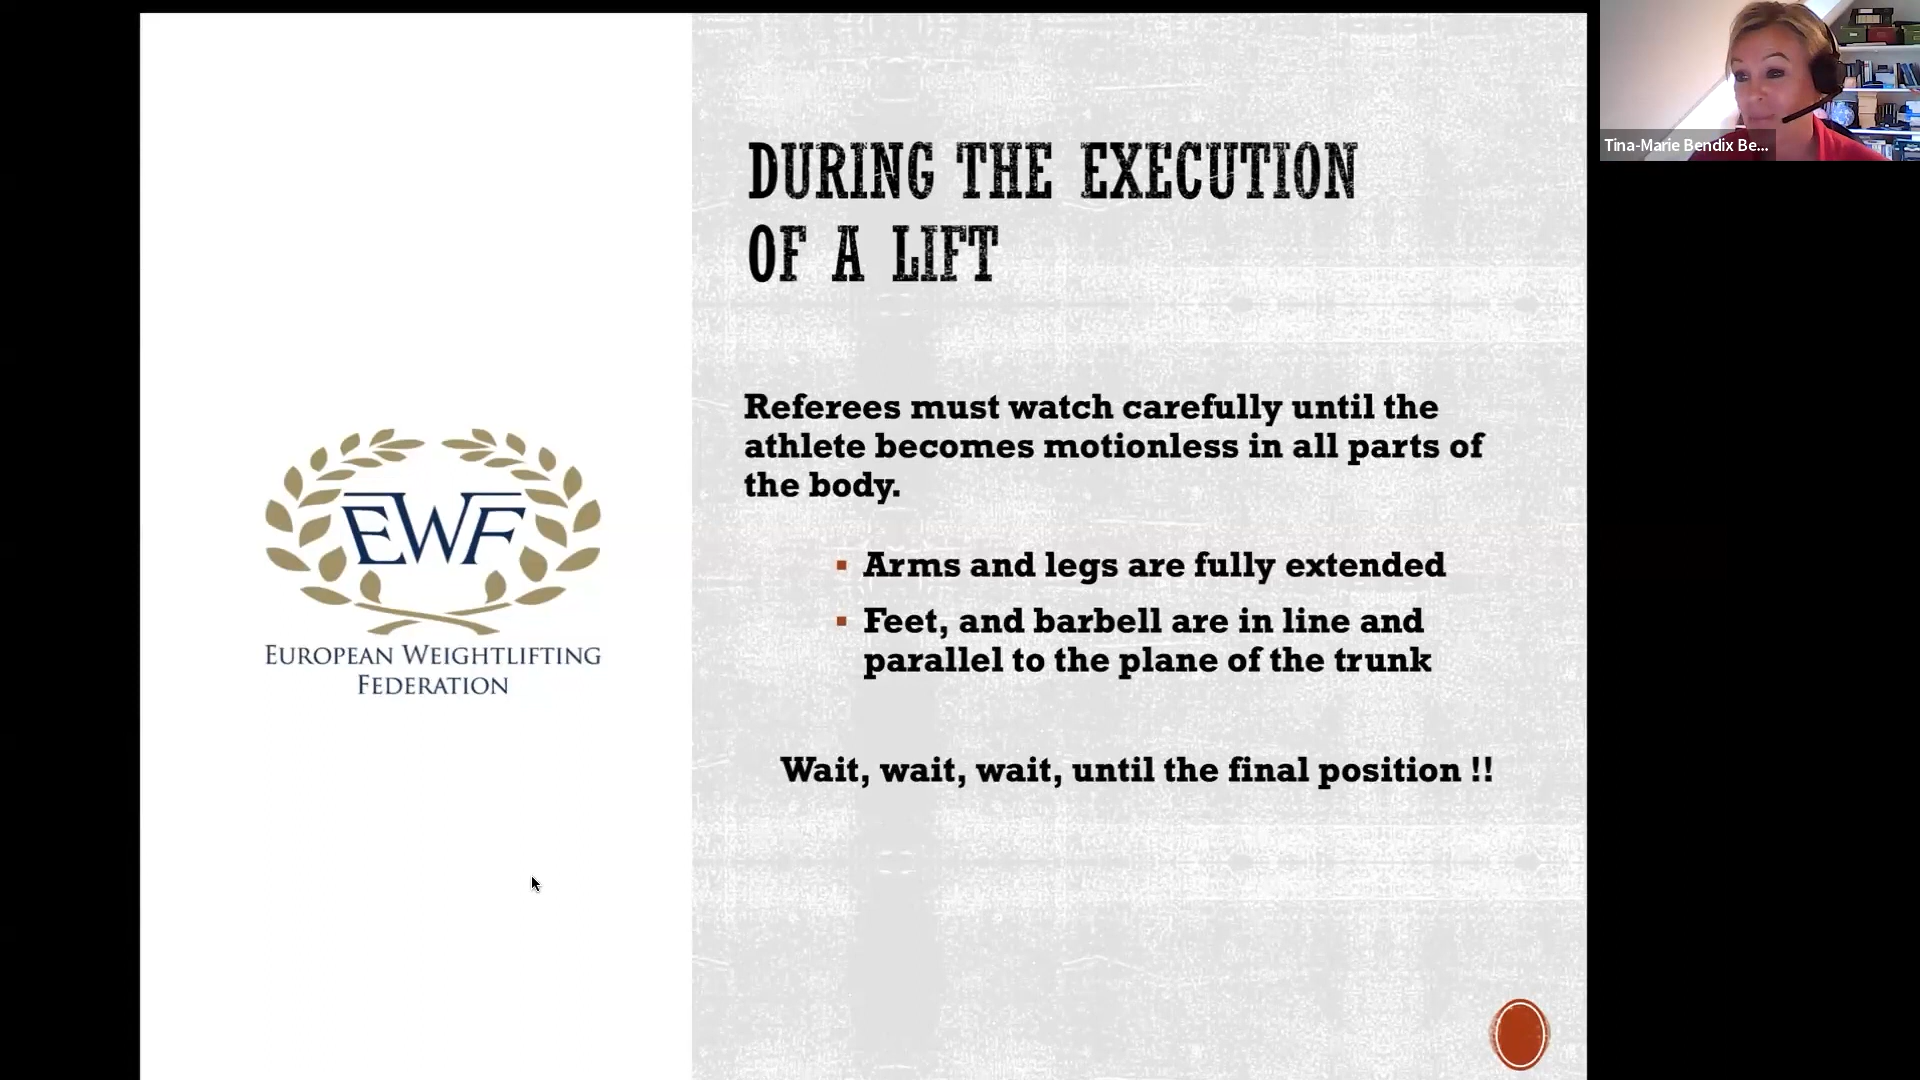 DURING THE EXECUTION
OF A LIFT
Referees must watch carefully until the
athlete becomes motionless in all parts of
the body.
▪ Arms and legs are fully extended
▪ Feet, and barbell are in line and
parallel to the plane of the trunk
Wait, wait, wait, until the final position !!
EWF
EUROPEAN WEIGHTLIFTING
FEDERATION
Tina-Marie Bendix Be...